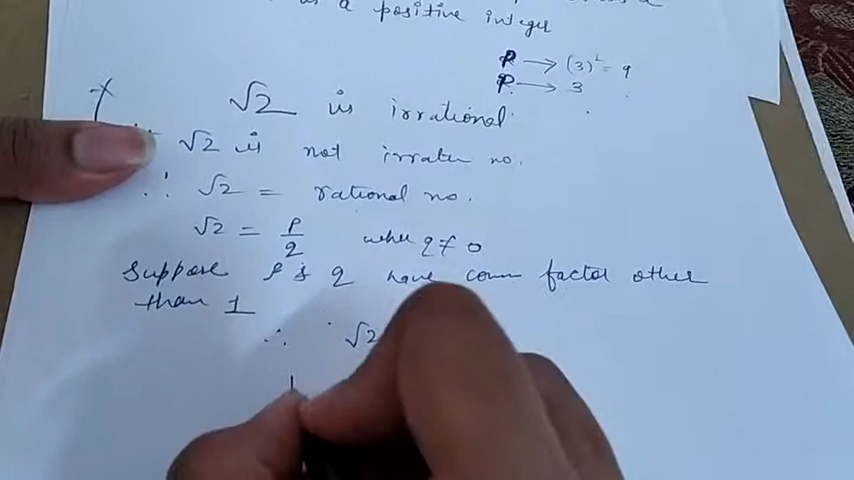 a positive integer
P → (3)² = 9
P → 3
√2 is irrational
√2 is not irratn no.
∴ √2 = rational no.
√2 = p/q where q ≠ 0
Suppose p & q have comn factor other
than 1
∴ √2